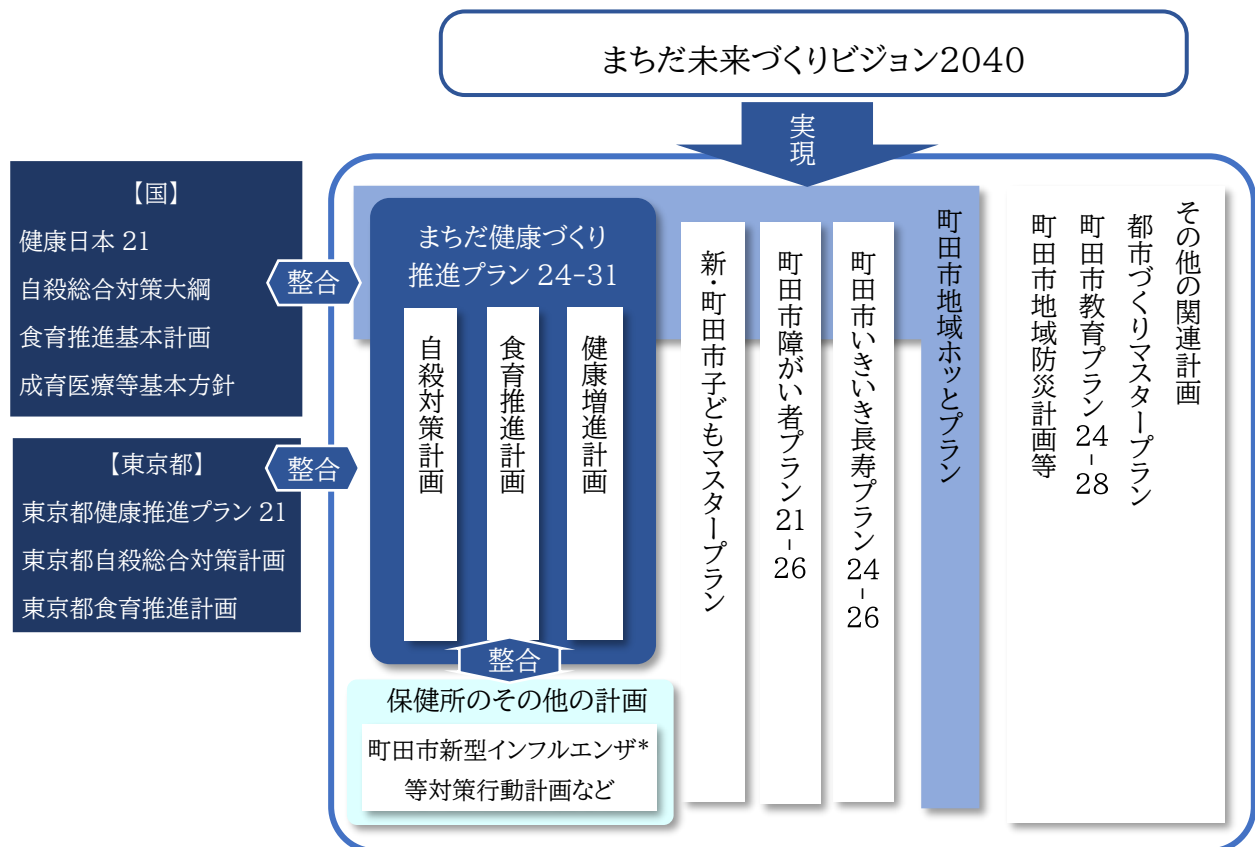 まちだ未来づくりビジョン2040
実現
【国】
健康日本 21
自殺総合対策大綱
食育推進基本計画
成育医療等基本方針
整合
【東京都】
東京都健康推進プラン 21
東京都自殺総合対策計画
東京都食育推進計画
整合
まちだ健康づくり
推進プラン 24-31
健康増進計画
食育推進計画
自殺対策計画
整合
保健所のその他の計画
町田市新型インフルエンザ*
等対策行動計画など
新・町田市子どもマスタープラン
町田市障がい者プラン21-26
町田市いきいき長寿プラン24-26
町田市地域ホッとプラン
その他の関連計画
都市づくりマスタープラン
町田市教育プラン24-28
町田市地域防災計画等